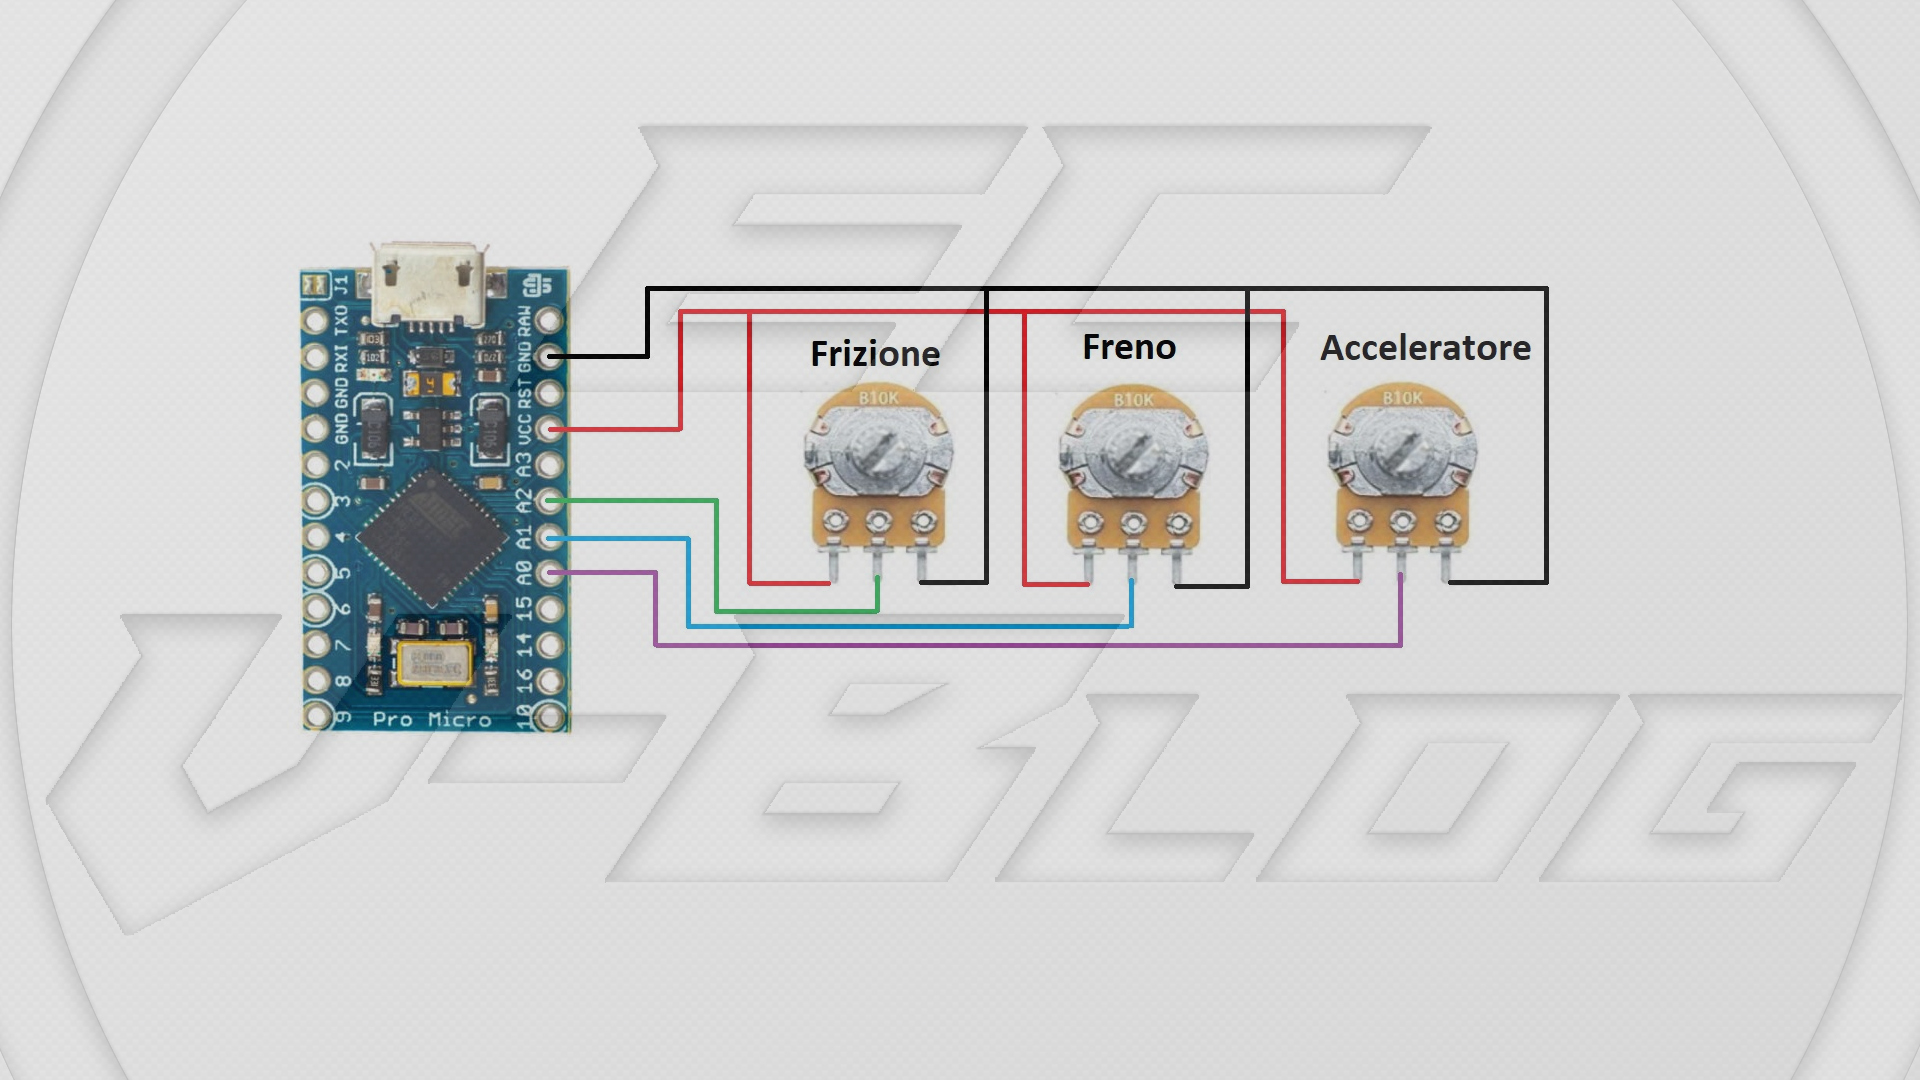 J1
TXO
RAW
RXI
GND
GND
RST
GND
VCC
2
A3
3
A2
4
A1
5
A0
6
15
7
14
8
16
9
10
Pro Micro
Frizione
Freno
Acceleratore
B10K
B10K
B10K
BLOG